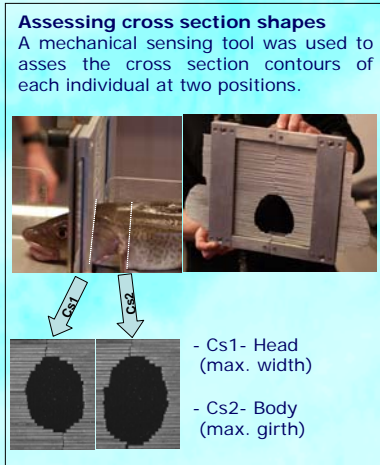 Assessing cross section shapes
A mechanical sensing tool was used to
asses the cross section contours of
each individual at two positions.
Cs1
Cs2
- Cs1- Head
(max. width)
- Cs2- Body
(max. girth)